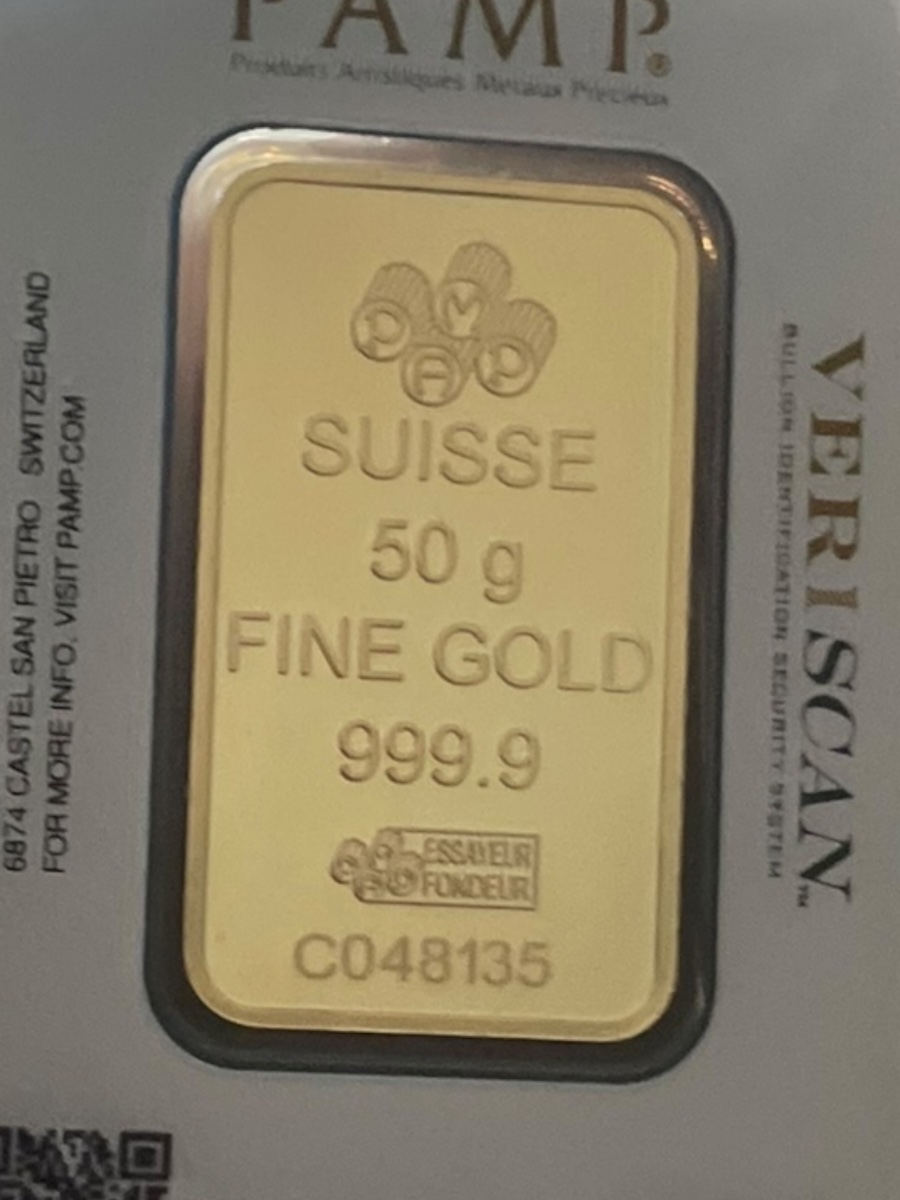 PAMP®
Produits Artistiques Métaux Précieux
6874 CASTEL SAN PIETRO SWITZERLAND
FOR MORE INFO, VISIT PAMP.COM
P
M
A
P
SUISSE
50 g
FINE GOLD
999.9
ESSAYEUR
FONDEUR
C048135
VERISCAN™
BULLION IDENTIFICATION SECURITY SYSTEM